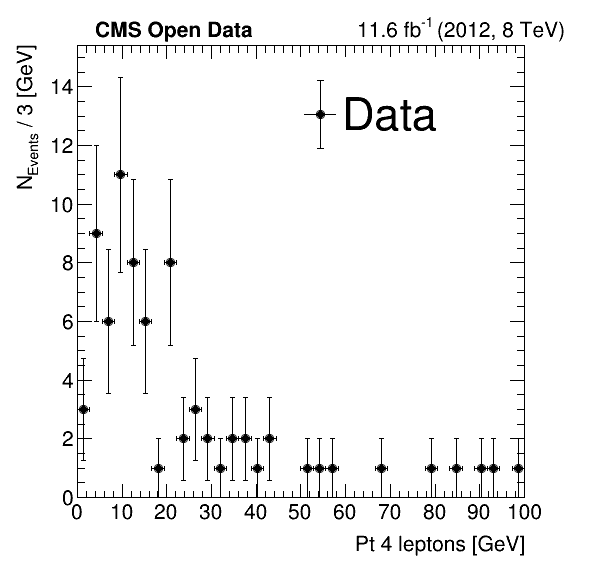 CMS Open Data 11.6 fb⁻¹ (2012, 8 TeV)
N_Events / 3 [GeV]
14
12
10
8
6
4
2
0
Data
0 10 20 30 40 50 60 70 80 90 100
Pt 4 leptons [GeV]